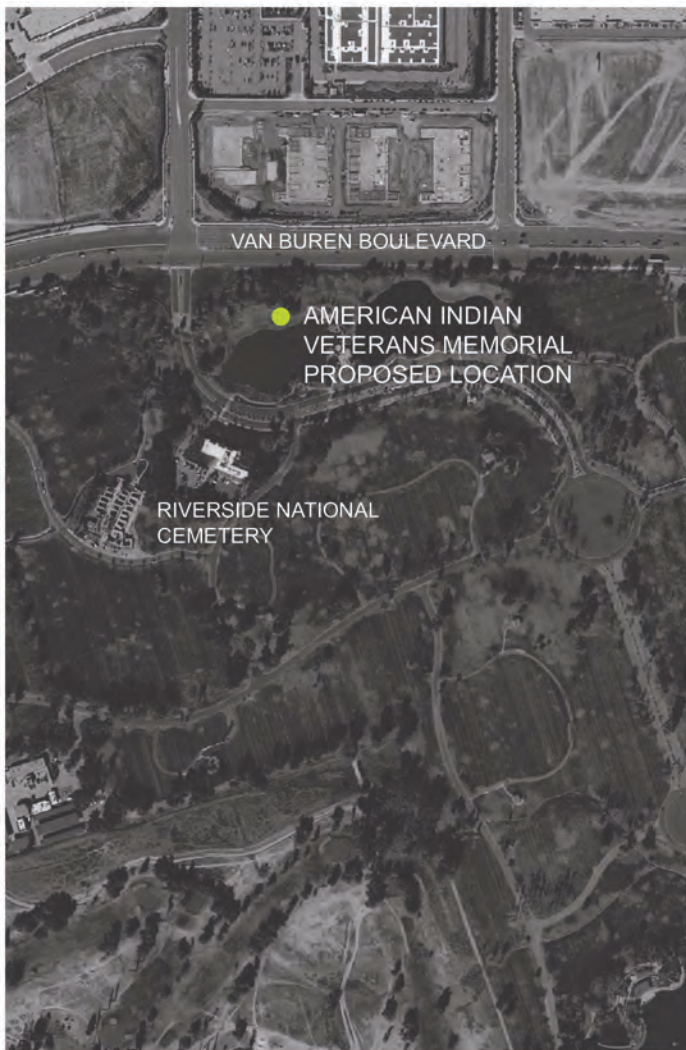 VAN BUREN BOULEVARD
AMERICAN INDIAN
VETERANS MEMORIAL
PROPOSED LOCATION
RIVERSIDE NATIONAL
CEMETERY